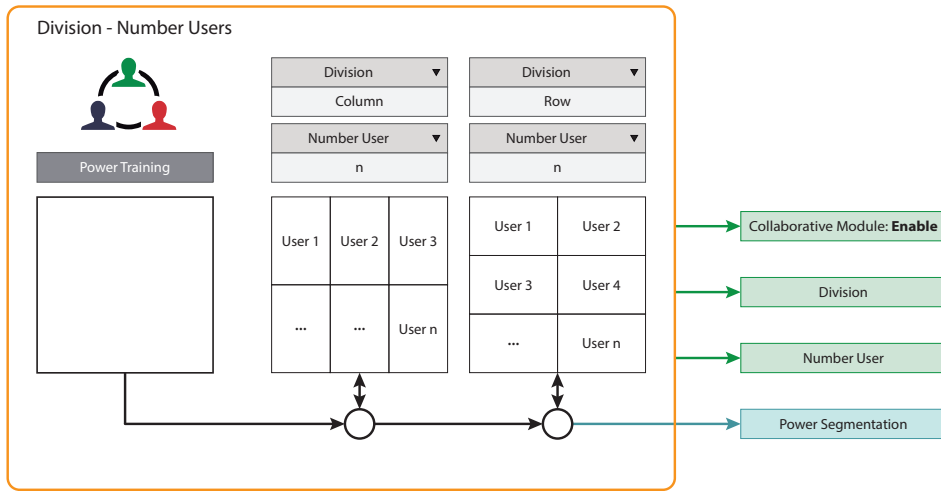 Division - Number Users
Power Training
Division
Column
Number User
n
Division
Row
Number User
n
User 1
User 2
User 3
...
...
User n
User 1
User 2
User 3
User 4
...
User n
Collaborative Module: Enable
Division
Number User
Power Segmentation